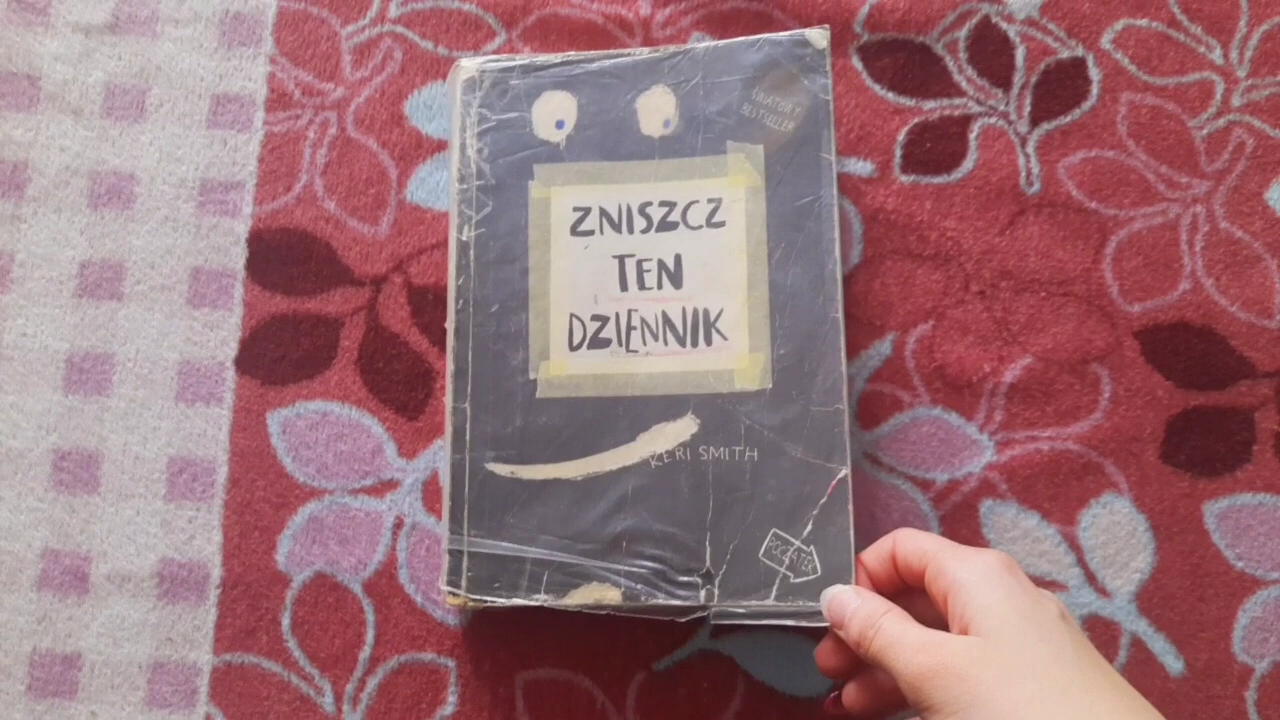 ŚWIATOWY
BESTSELLER
ZNISZCZ
TEN
DZIENNIK
KERI SMITH
POCZĄTEK